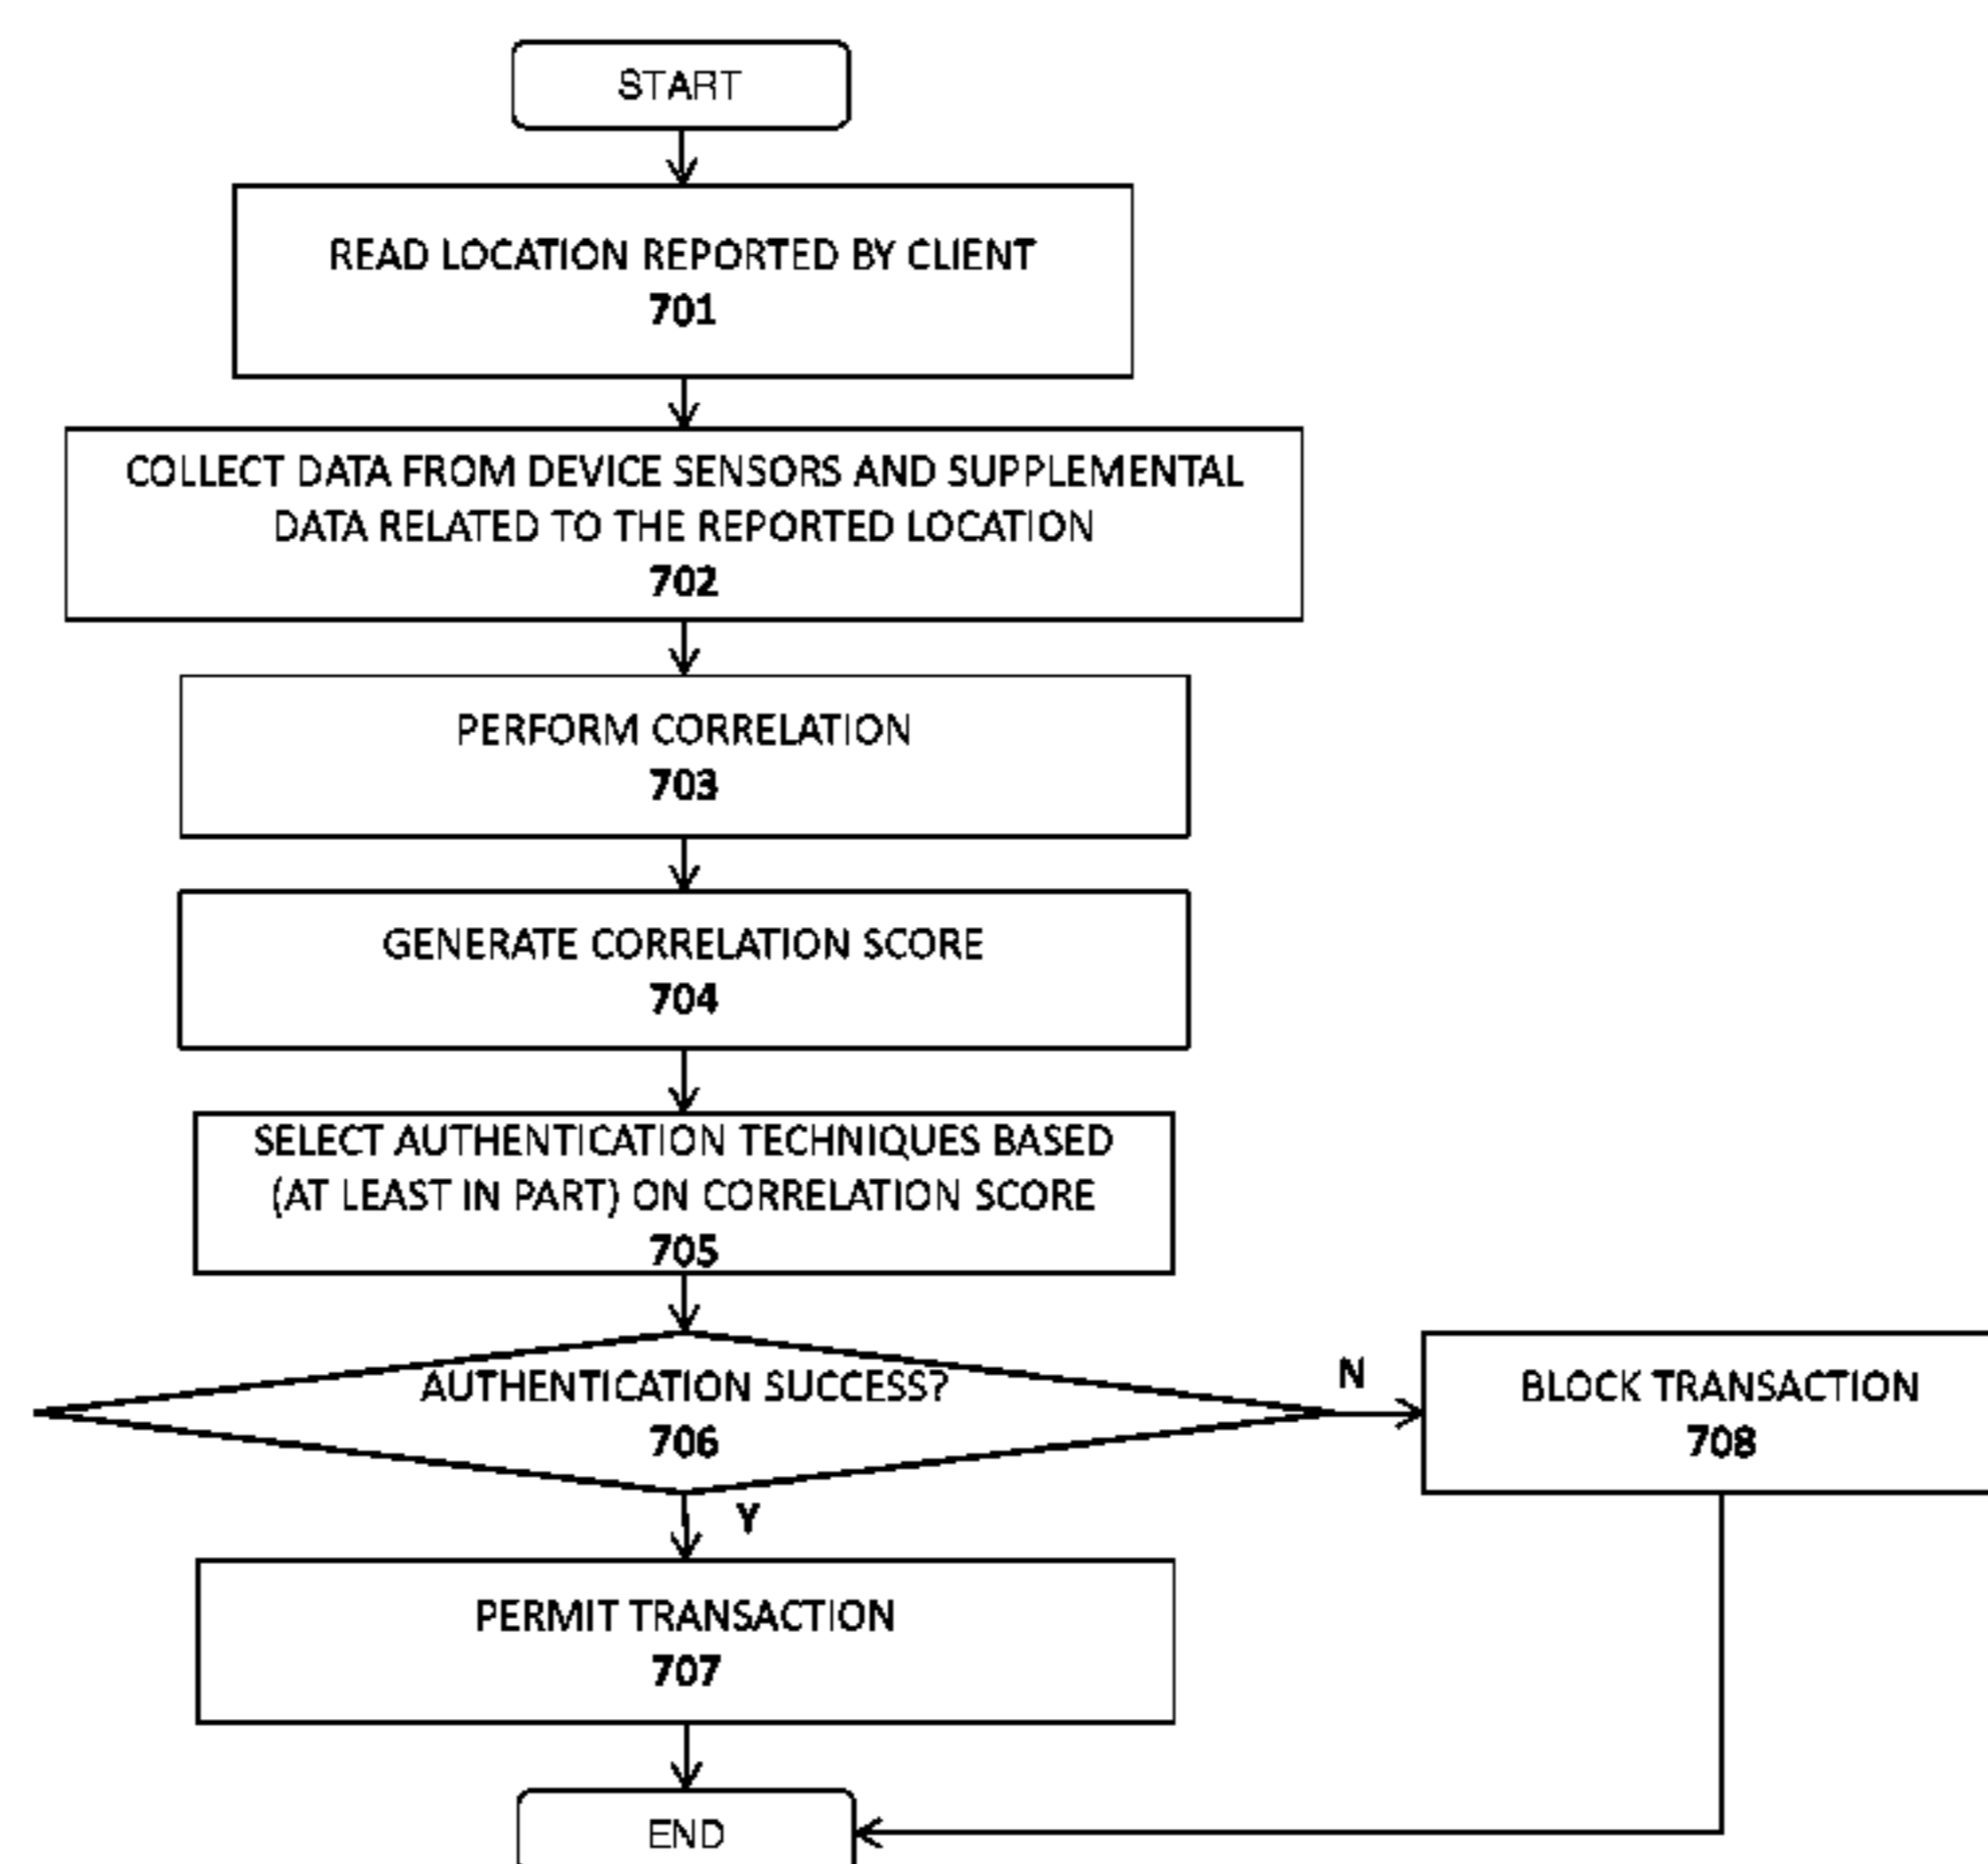 START
READ LOCATION REPORTED BY CLIENT
701
COLLECT DATA FROM DEVICE SENSORS AND SUPPLEMENTAL
DATA RELATED TO THE REPORTED LOCATION
702
PERFORM CORRELATION
703
GENERATE CORRELATION SCORE
704
SELECT AUTHENTICATION TECHNIQUES BASED
(AT LEAST IN PART) ON CORRELATION SCORE
705
AUTHENTICATION SUCCESS?
706
N
BLOCK TRANSACTION
708
Y
PERMIT TRANSACTION
707
END